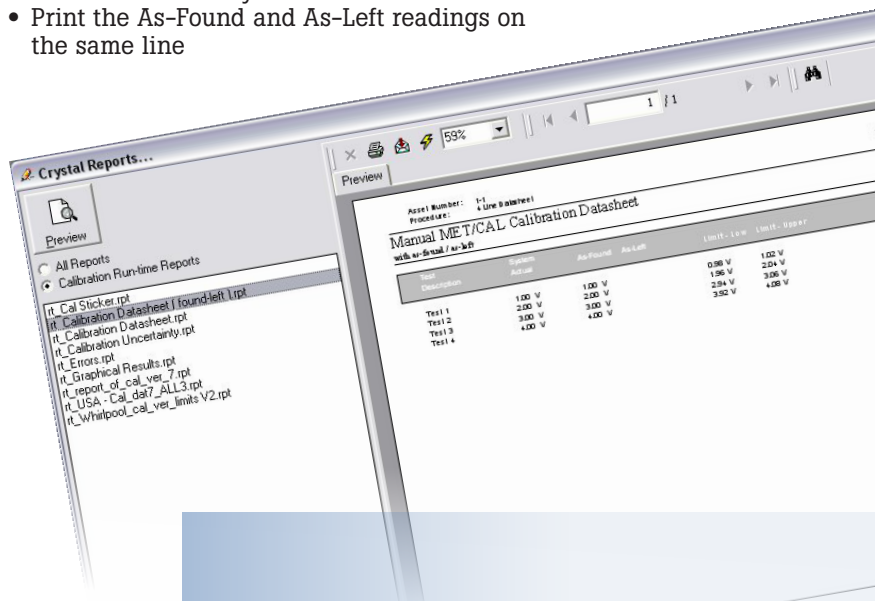 • Print the As-Found and As-Left readings on
the same line
Crystal Reports...
Preview
All Reports
Calibration Run-time Reports
rt_Cal Sticker.rpt
rt_Calibration Datasheet ( found-left ).rpt
rt_Calibration Datasheet.rpt
rt_Calibration Uncertainty.rpt
rt_Errors.rpt
rt_Graphical Results.rpt
rt_report_of_cal_ver_7.rpt
rt_USA - Cal_dat7_ALL3.rpt
rt_Whirlpool_cal_ver_limits V2.rpt
59%
1 / 1
Preview
Asset Number: 1-1
Procedure: 4 Line Datasheet
Manual MET/CAL Calibration Datasheet
with as-found / as-left
Test Description System Actual As-Found As-Left Limit-Low Limit-Upper
Test 1 1.00 V 1.00 V 0.98 V 1.02 V
Test 2 2.00 V 2.00 V 1.96 V 2.04 V
Test 3 3.00 V 3.00 V 2.94 V 3.06 V
Test 4 4.00 V 4.00 V 3.92 V 4.08 V